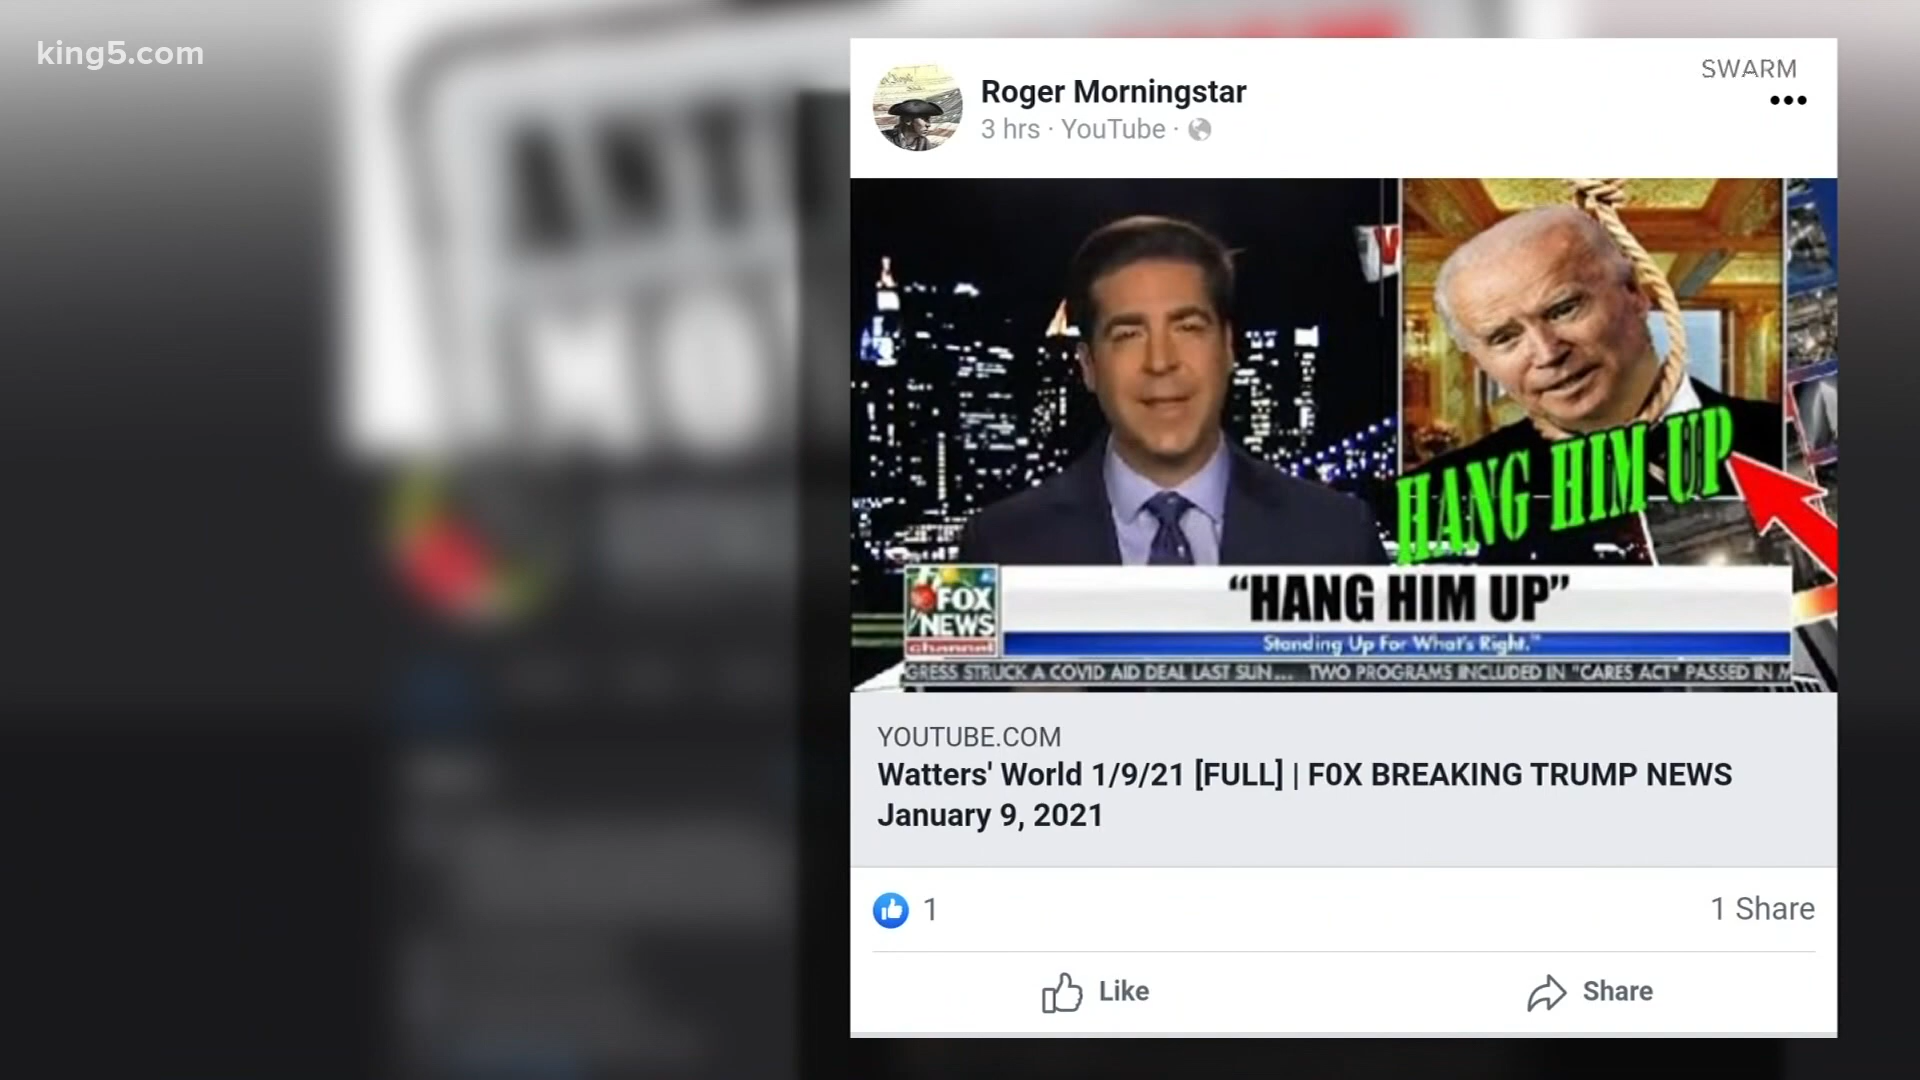 king5.com
SWARM
Roger Morningstar
3 hrs · YouTube ·
HANG HIM UP
FOX
NEWS
channel
“HANG HIM UP”
Standing Up For What's Right.™
GRESS STRUCK A COVID AID DEAL LAST SUN... TWO PROGRAMS INCLUDED IN "CARES ACT" PASSED IN
YOUTUBE.COM
Watters' World 1/9/21 [FULL] | F0X BREAKING TRUMP NEWS
January 9, 2021
1
1 Share
Like
Share